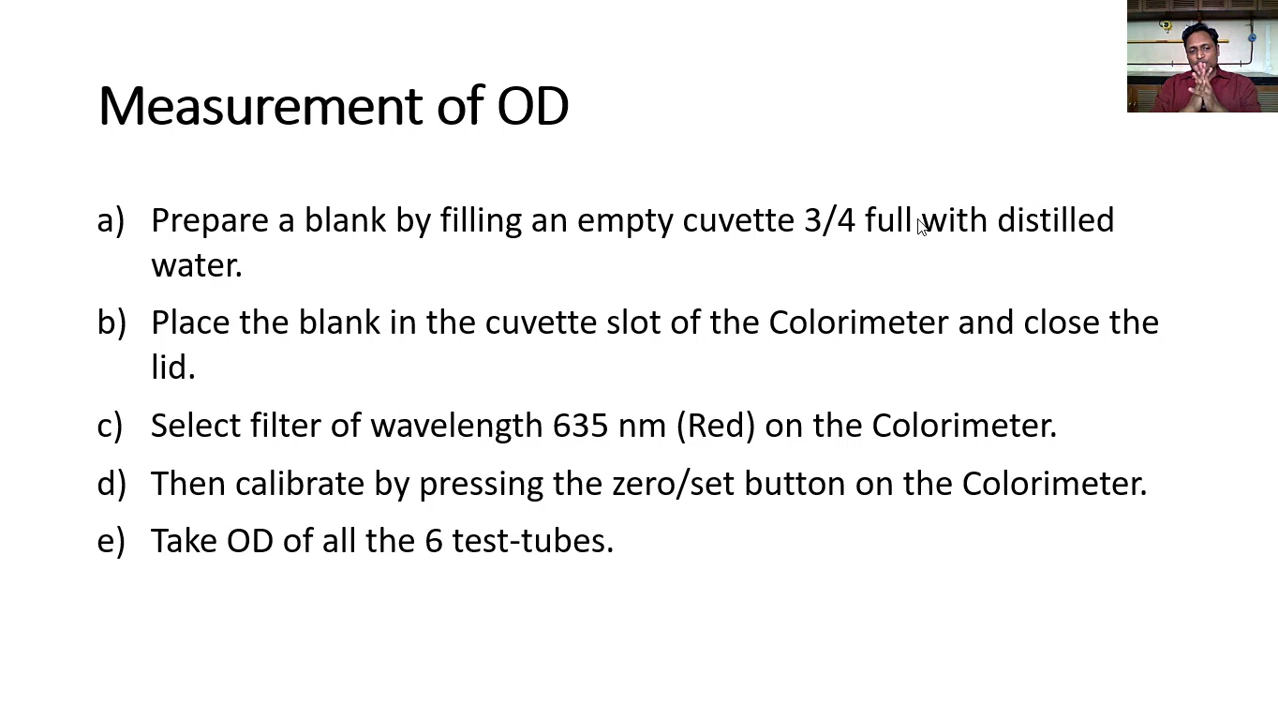 Measurement of OD
a) Prepare a blank by filling an empty cuvette 3/4 full with distilled
water.
b) Place the blank in the cuvette slot of the Colorimeter and close the
lid.
c) Select filter of wavelength 635 nm (Red) on the Colorimeter.
d) Then calibrate by pressing the zero/set button on the Colorimeter.
e) Take OD of all the 6 test-tubes.